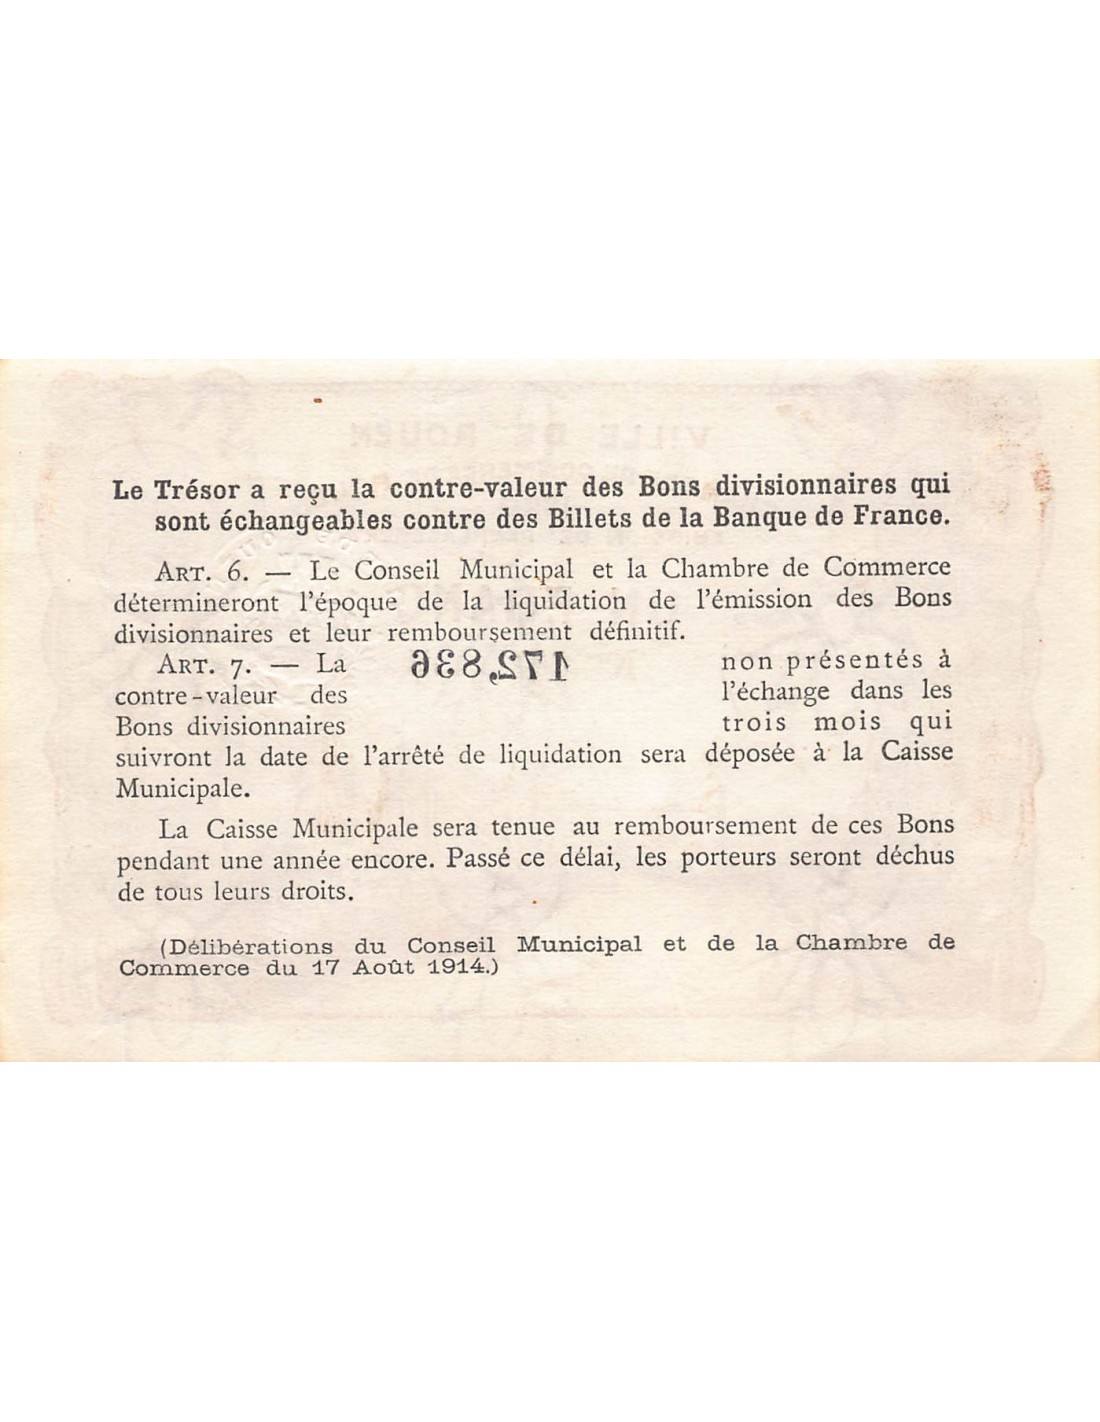 VILLE DE ROUEN
Le Trésor a reçu la contre-valeur des Bons divisionnaires qui
sont échangeables contre des Billets de la Banque de France.
ART. 6. — Le Conseil Municipal et la Chambre de Commerce
détermineront l'époque de la liquidation de l'émission des Bons
divisionnaires et leur remboursement définitif.
ART. 7. — La
contre-valeur des
Bons divisionnaires
172,836
non présentés à
l'échange dans les
trois mois qui
suivront la date de l'arrêté de liquidation sera déposée à la Caisse
Municipale.
La Caisse Municipale sera tenue au remboursement de ces Bons
pendant une année encore. Passé ce délai, les porteurs seront déchus
de tous leurs droits.
(Délibérations du Conseil Municipal et de la Chambre de
Commerce du 17 Août 1914.)